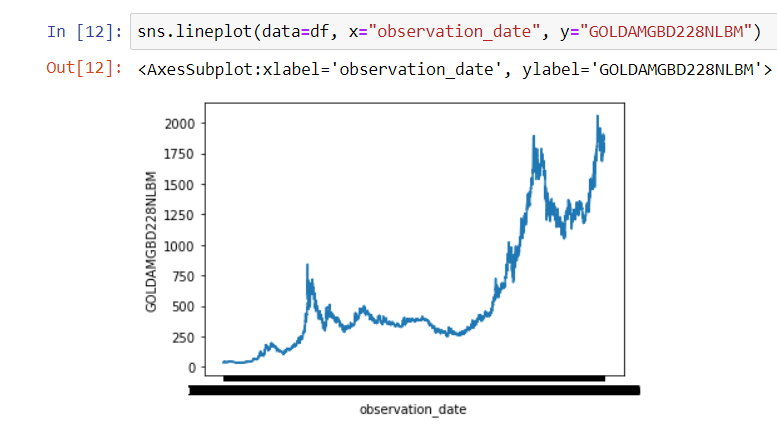 In [12]: sns.lineplot(data=df, x="observation_date", y="GOLDAMGBD228NLBM")
Out[12]: <AxesSubplot:xlabel='observation_date', ylabel='GOLDAMGBD228NLBM'>
2000
1750
1500
1250
1000
750
500
250
0
GOLDAMGBD228NLBM
observation_date